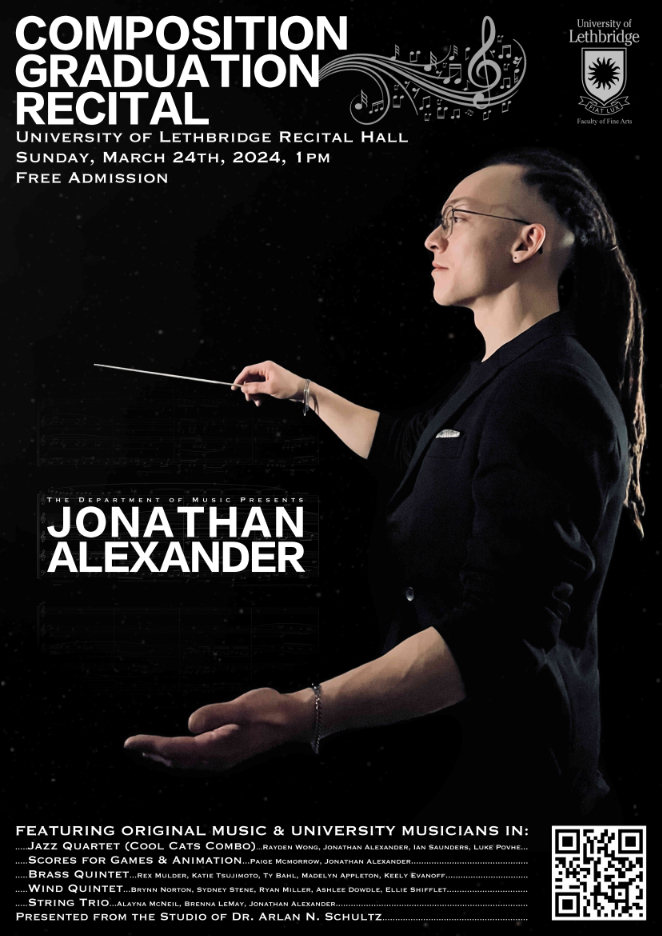 COMPOSITION
GRADUATION
RECITAL
University of Lethbridge Recital Hall
Sunday, March 24th, 2024, 1pm
Free Admission
University of
Lethbridge
FIAT LUX
Faculty of Fine Arts
The Department of Music Presents
JONATHAN
ALEXANDER
FEATURING ORIGINAL MUSIC & UNIVERSITY MUSICIANS IN:
.....Jazz Quartet (Cool Cats Combo)...Rayden Wong, Jonathan Alexander, Ian Saunders, Luke Povhe...
.....Scores for Games & Animation...Paige McMorrow, Jonathan Alexander...
.....Brass Quintet...Rex Mulder, Katie Tsujimoto, Ty Bahl, Madelyn Appleton, Keely Evanoff...
.....Wind Quintet...Brynn Norton, Sydney Stene, Ryan Miller, Ashlee Dowdle, Ellie Shifflet...
.....String Trio...Alayna McNeil, Brenna LeMay, Jonathan Alexander...
Presented from the Studio of Dr. Arlan N. Schultz...